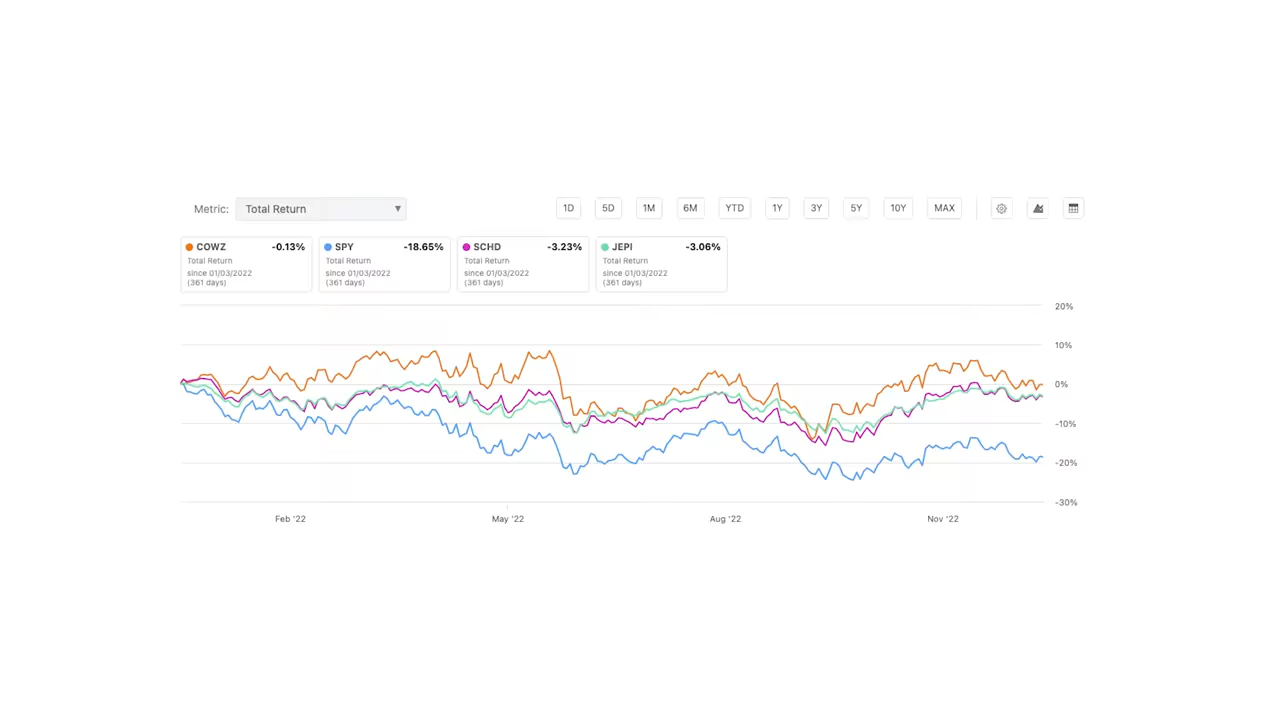 Metric: Total Return ▼ 1D 5D 1M 6M YTD 1Y 3Y 5Y 10Y MAX
COWZ -0.13% SPY -18.65% SCHD -3.23% JEPI -3.06%
Total Return Total Return Total Return Total Return
since 01/03/2022 since 01/03/2022 since 01/03/2022 since 01/03/2022
(361 days) (361 days) (361 days) (361 days)
20%
10%
0%
-10%
-20%
-30%
Feb '22 May '22 Aug '22 Nov '22